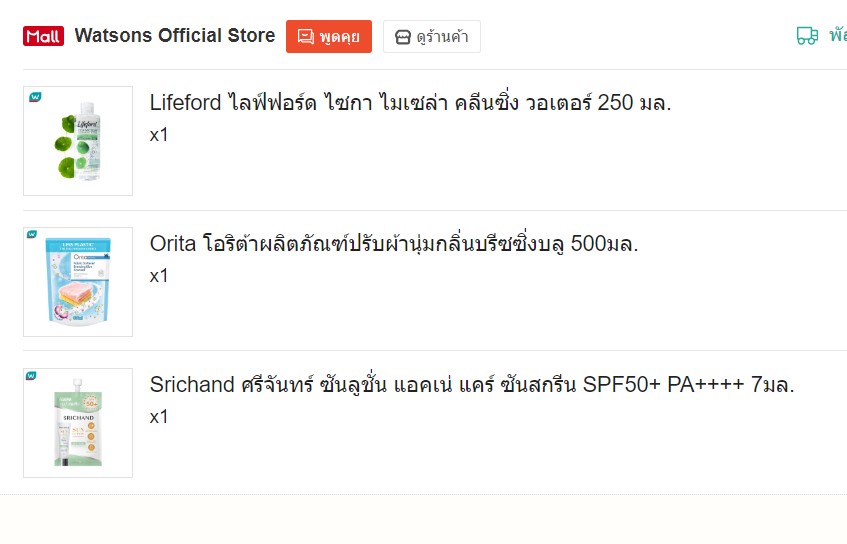 Mall Watsons Official Store พูดคุย ดูร้านค้า
Lifeford ไลฟ์ฟอร์ด ไซกา ไมเซล่า คลีนซิ่ง วอเตอร์ 250 มล.
x1
Orita โอริต้าผลิตภัณฑ์ปรับผ้านุ่มกลิ่นบรีซซิ่งบลู 500มล.
x1
Srichand ศรีจันทร์ ซันลูชั่น แอคเน่ แคร์ ซันสกรีน SPF50+ PA++++ 7มล.
x1
Lifeford
LESS PLASTIC
Orita
SRICHAND